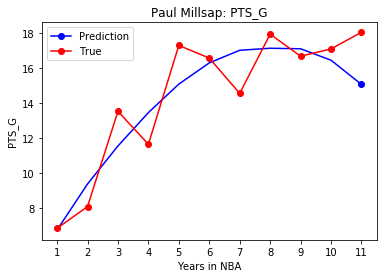 Paul Millsap: PTS_G
Prediction
True
PTS_G
18
16
14
12
10
8
1 2 3 4 5 6 7 8 9 10 11
Years in NBA